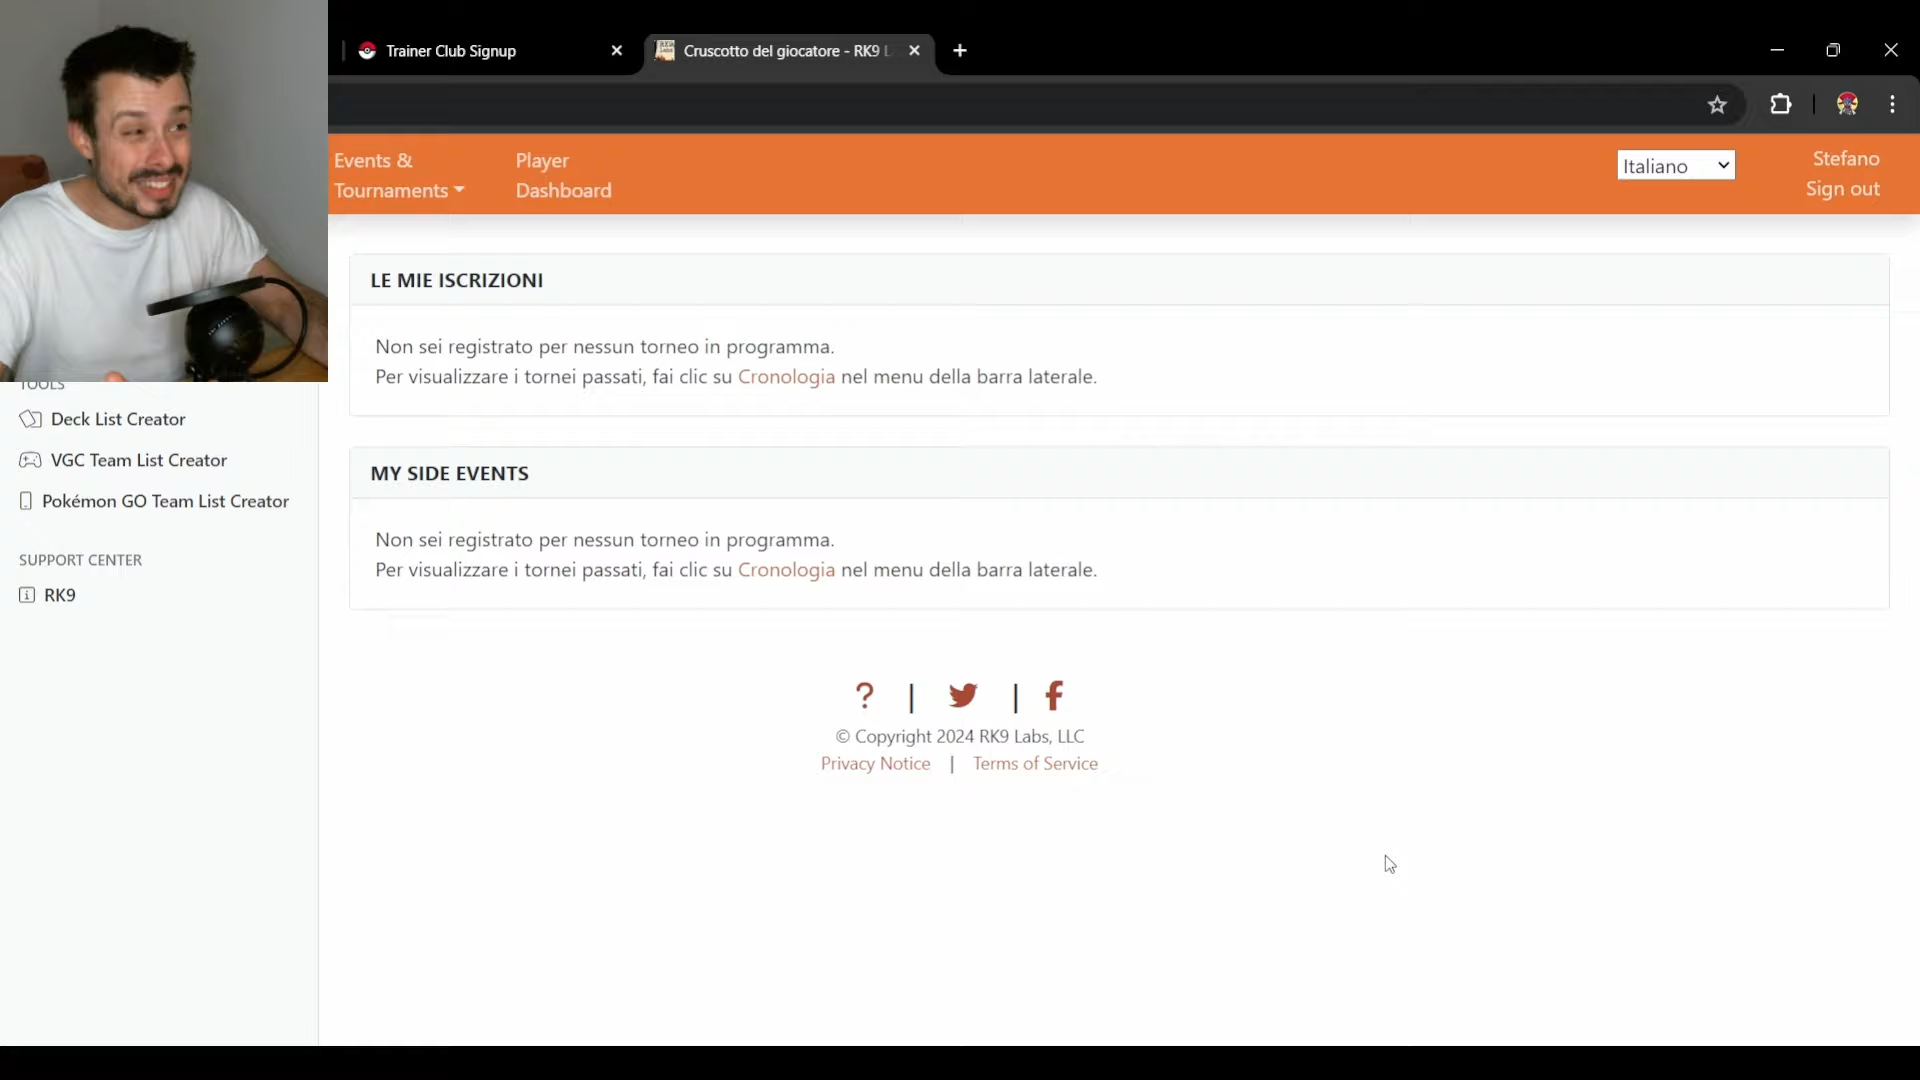 Trainer Club Signup
Cruscotto del giocatore - RK9 L
Events &
Tournaments
Player
Dashboard
Italiano
Stefano
Sign out
LE MIE ISCRIZIONI
Non sei registrato per nessun torneo in programma.
Per visualizzare i tornei passati, fai clic su Cronologia nel menu della barra laterale.
TOOLS
Deck List Creator
VGC Team List Creator
Pokémon GO Team List Creator
SUPPORT CENTER
RK9
MY SIDE EVENTS
Non sei registrato per nessun torneo in programma.
Per visualizzare i tornei passati, fai clic su Cronologia nel menu della barra laterale.
? | |
© Copyright 2024 RK9 Labs, LLC
Privacy Notice | Terms of Service